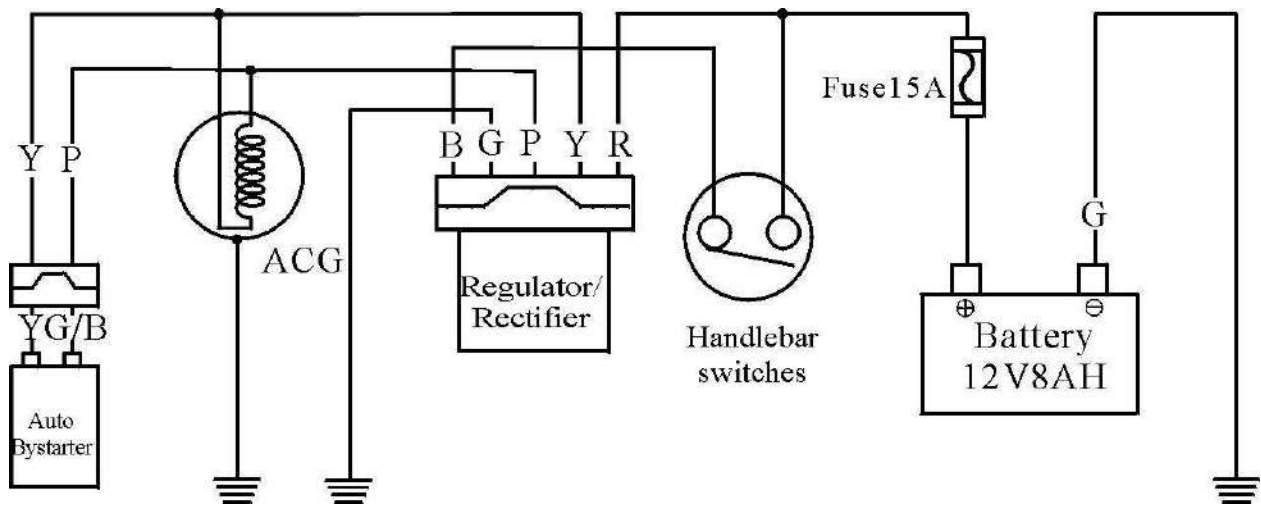 Fuse15A
B G P Y R
Y P
G
ACG
Regulator/
Rectifier
YG/B
Handlebar
switches
⊕ ⊖
Battery
12V8AH
Auto
Bystarter